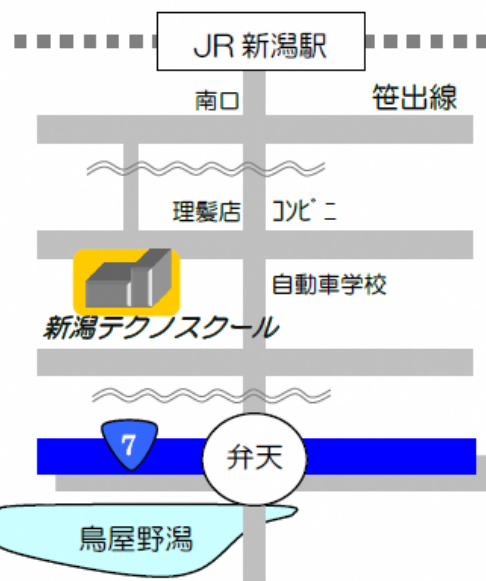 JR 新潟駅
南口
笹出線
理髪店
コンビニ
自動車学校
新潟テクノスクール
7
弁天
鳥屋野潟